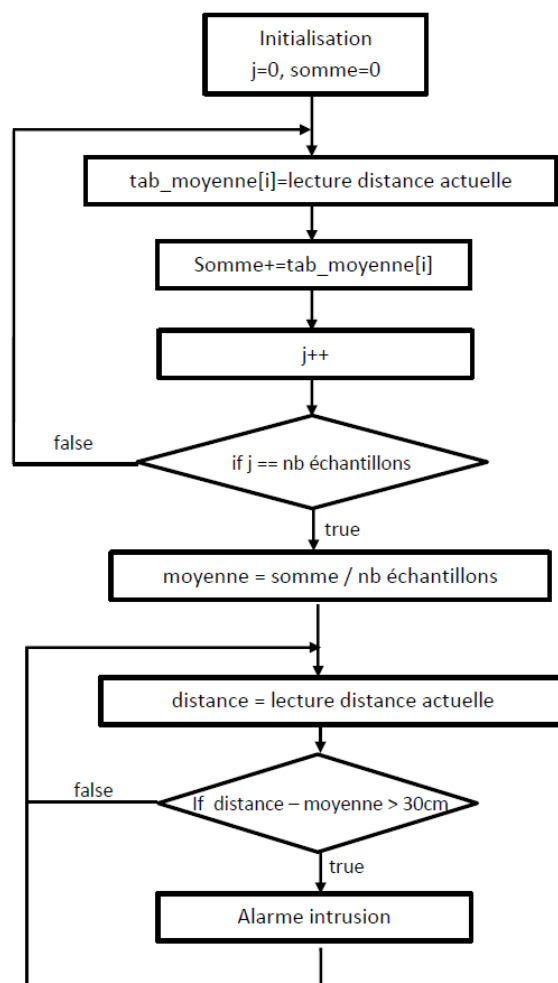 Initialisation
j=0, somme=0
tab_moyenne[i]=lecture distance actuelle
Somme+=tab_moyenne[i]
j++
false
if j == nb échantillons
true
moyenne = somme / nb échantillons
distance = lecture distance actuelle
false
If distance – moyenne > 30cm
true
Alarme intrusion